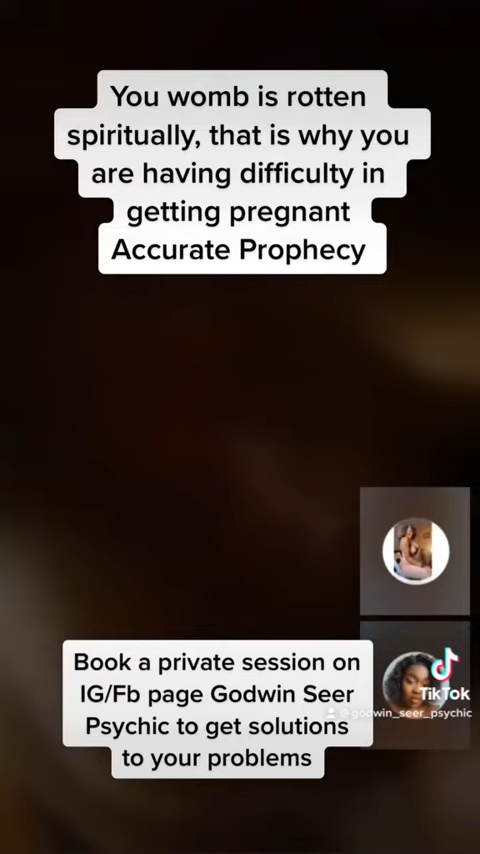 You womb is rotten
spiritually, that is why you
are having difficulty in
getting pregnant
Accurate Prophecy
Book a private session on
IG/Fb page Godwin Seer
Psychic to get solutions
to your problems
TikTok
@godwin_seer_psychic